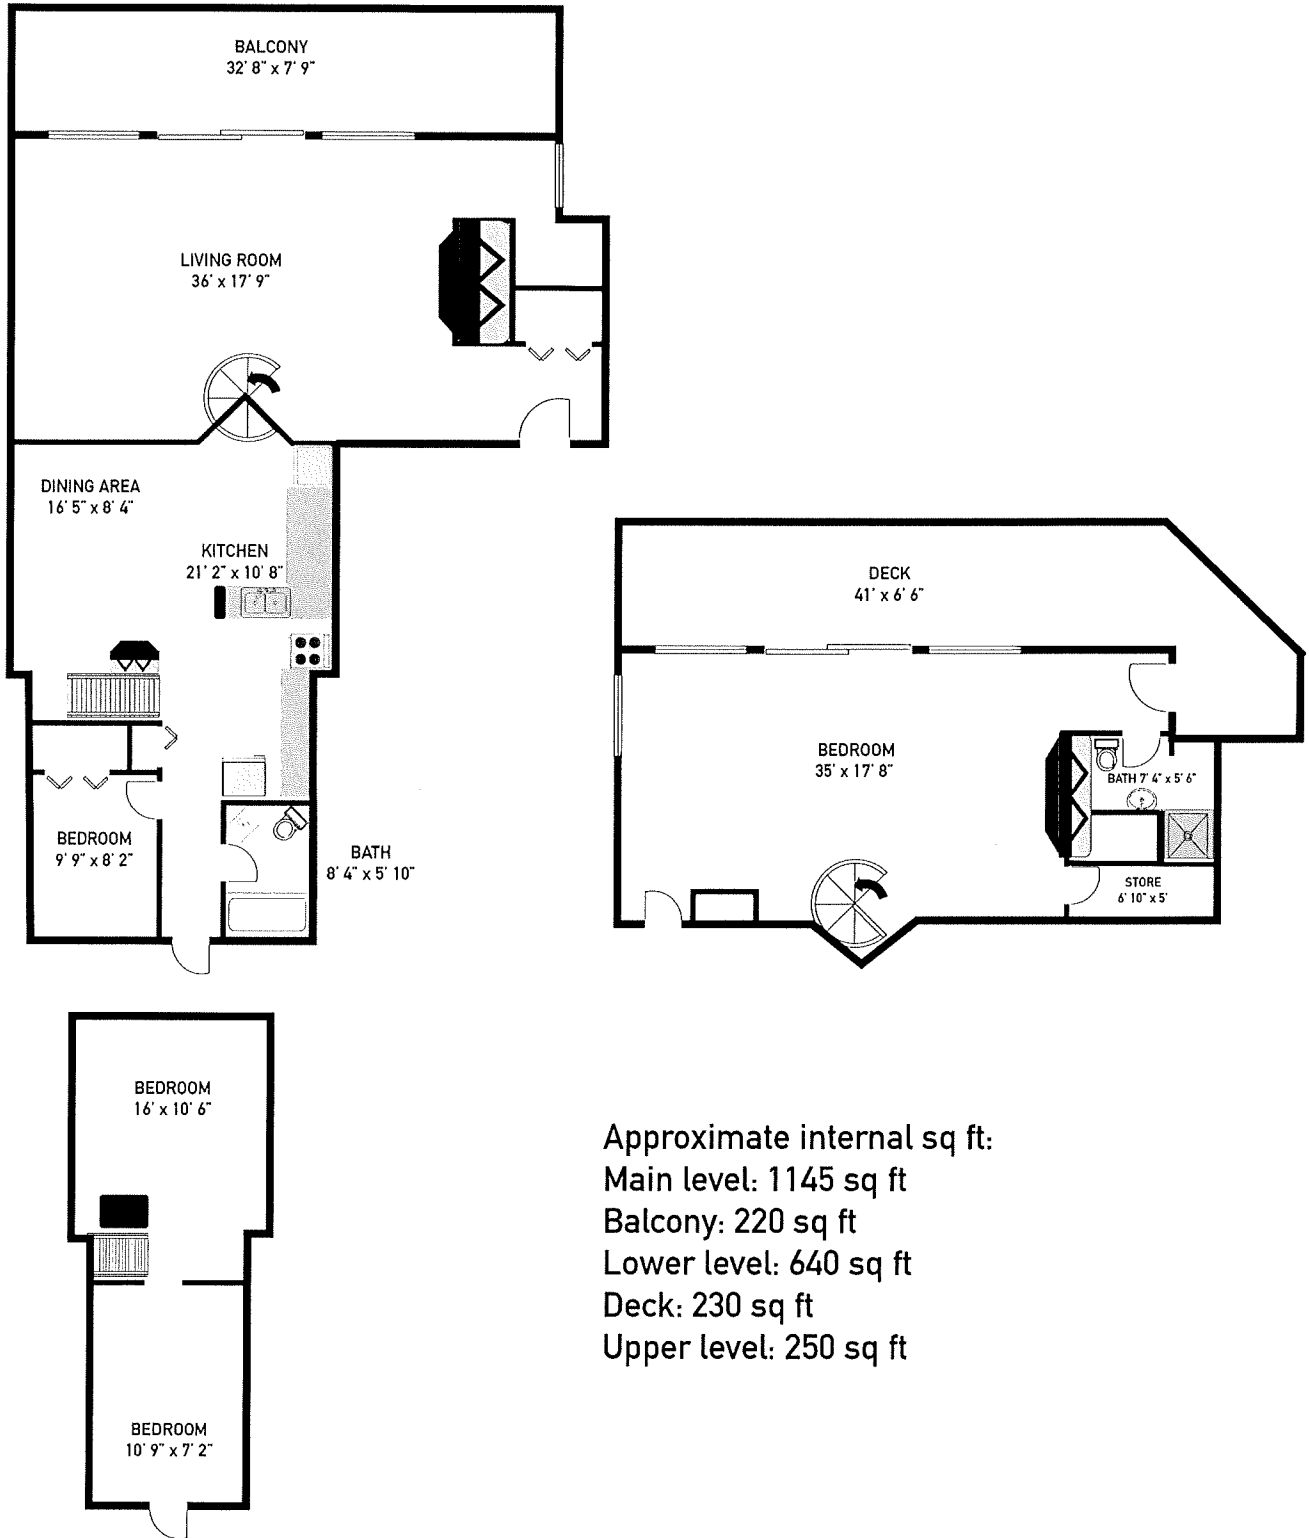 BALCONY
32' 8" x 7' 9"
LIVING ROOM
36' x 17' 9"
DINING AREA
16' 5" x 8' 4"
KITCHEN
21' 2" x 10' 8"
BEDROOM
9' 9" x 8' 2"
BATH
8' 4" x 5' 10"
DECK
41' x 6' 6"
BEDROOM
35' x 17' 8"
BATH 7' 4" x 5' 6"
STORE
6' 10" x 5'
BEDROOM
16' x 10' 6"
BEDROOM
10' 9" x 7' 2"
Approximate internal sq ft:
Main level: 1145 sq ft
Balcony: 220 sq ft
Lower level: 640 sq ft
Deck: 230 sq ft
Upper level: 250 sq ft